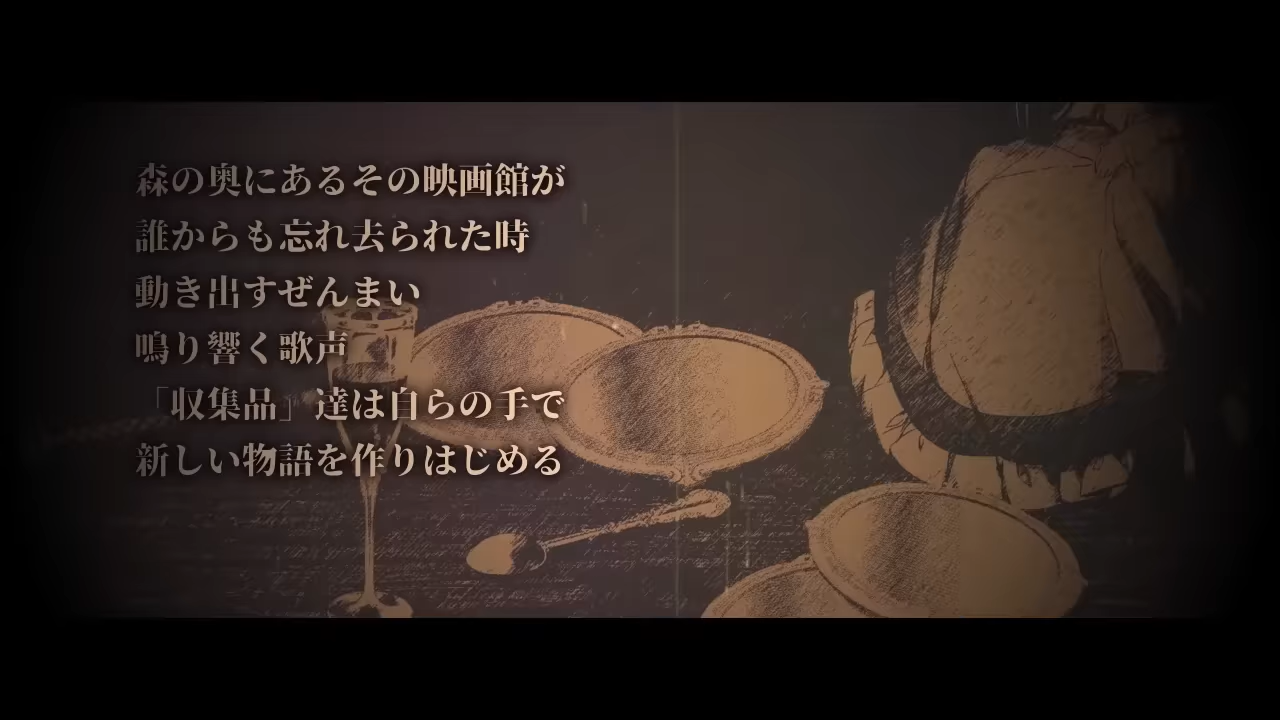 森の奥にあるその映画館が
誰からも忘れ去られた時
動き出すぜんまい
鳴り響く歌声
「収集品」達は自らの手で
新しい物語を作りはじめる